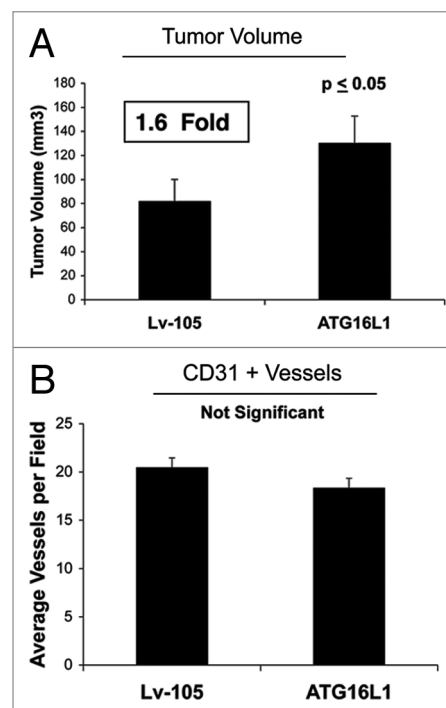 A
Tumor Volume
p ≤ 0.05
1.6 Fold
Tumor Volume (mm3)
180
160
140
120
100
80
60
40
20
0
Lv-105 ATG16L1
B
CD31 + Vessels
Not Significant
Average Vessels per Field
25
20
15
10
5
0
Lv-105 ATG16L1